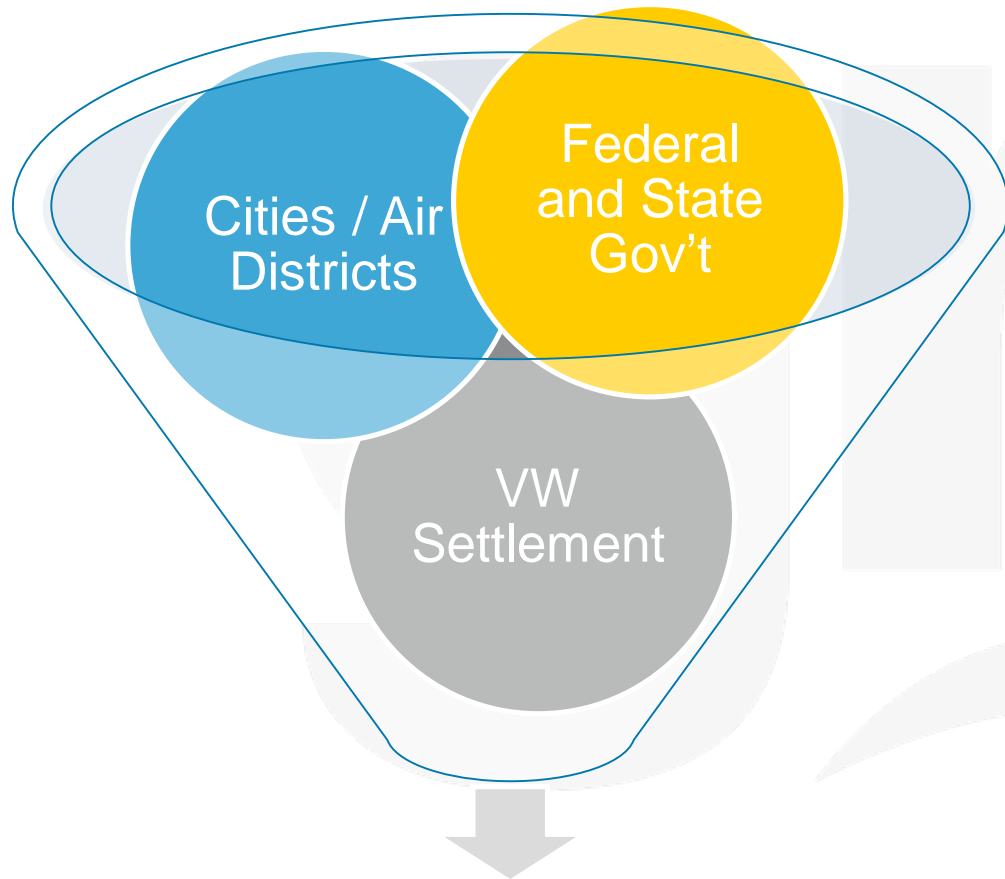 Cities / Air
Districts
Federal
and State
Gov’t
VW
Settlement